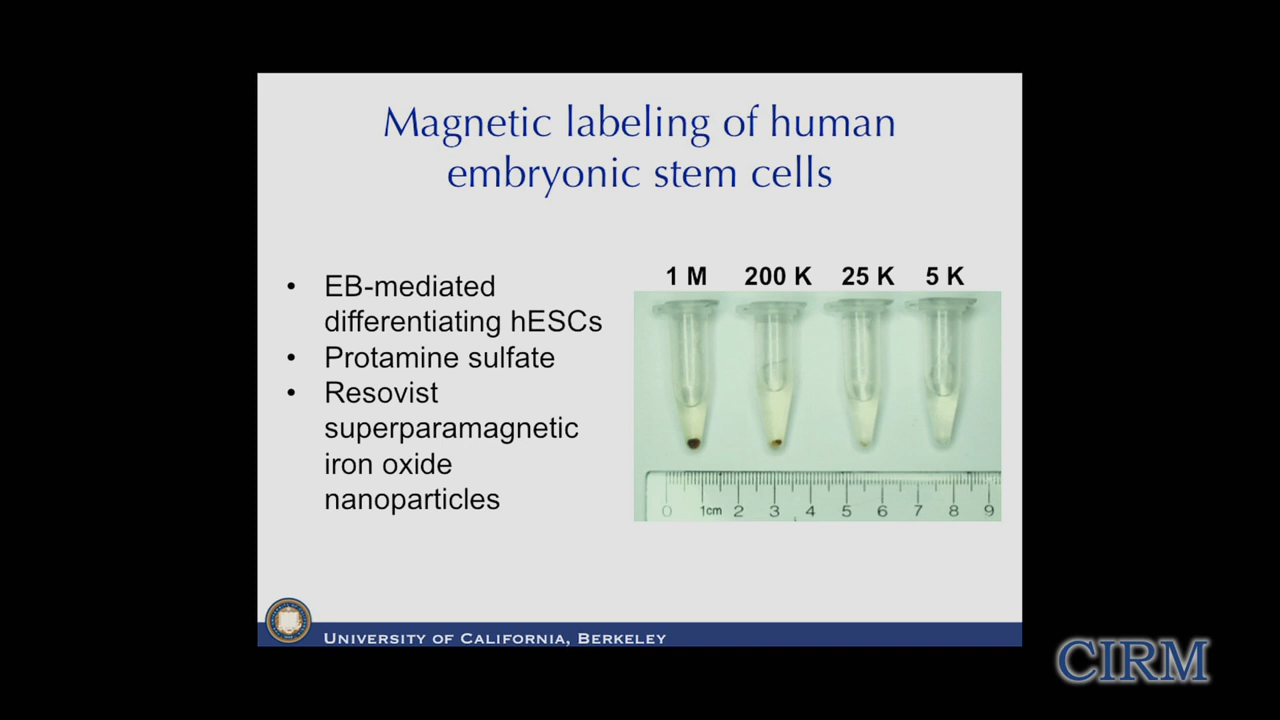 Magnetic labeling of human
embryonic stem cells
• EB-mediated
differentiating hESCs
• Protamine sulfate
• Resovist
superparamagnetic
iron oxide
nanoparticles
1 M 200 K 25 K 5 K
0 1cm 2 3 4 5 6 7 8 9
UNIVERSITY OF CALIFORNIA, BERKELEY
CIRM